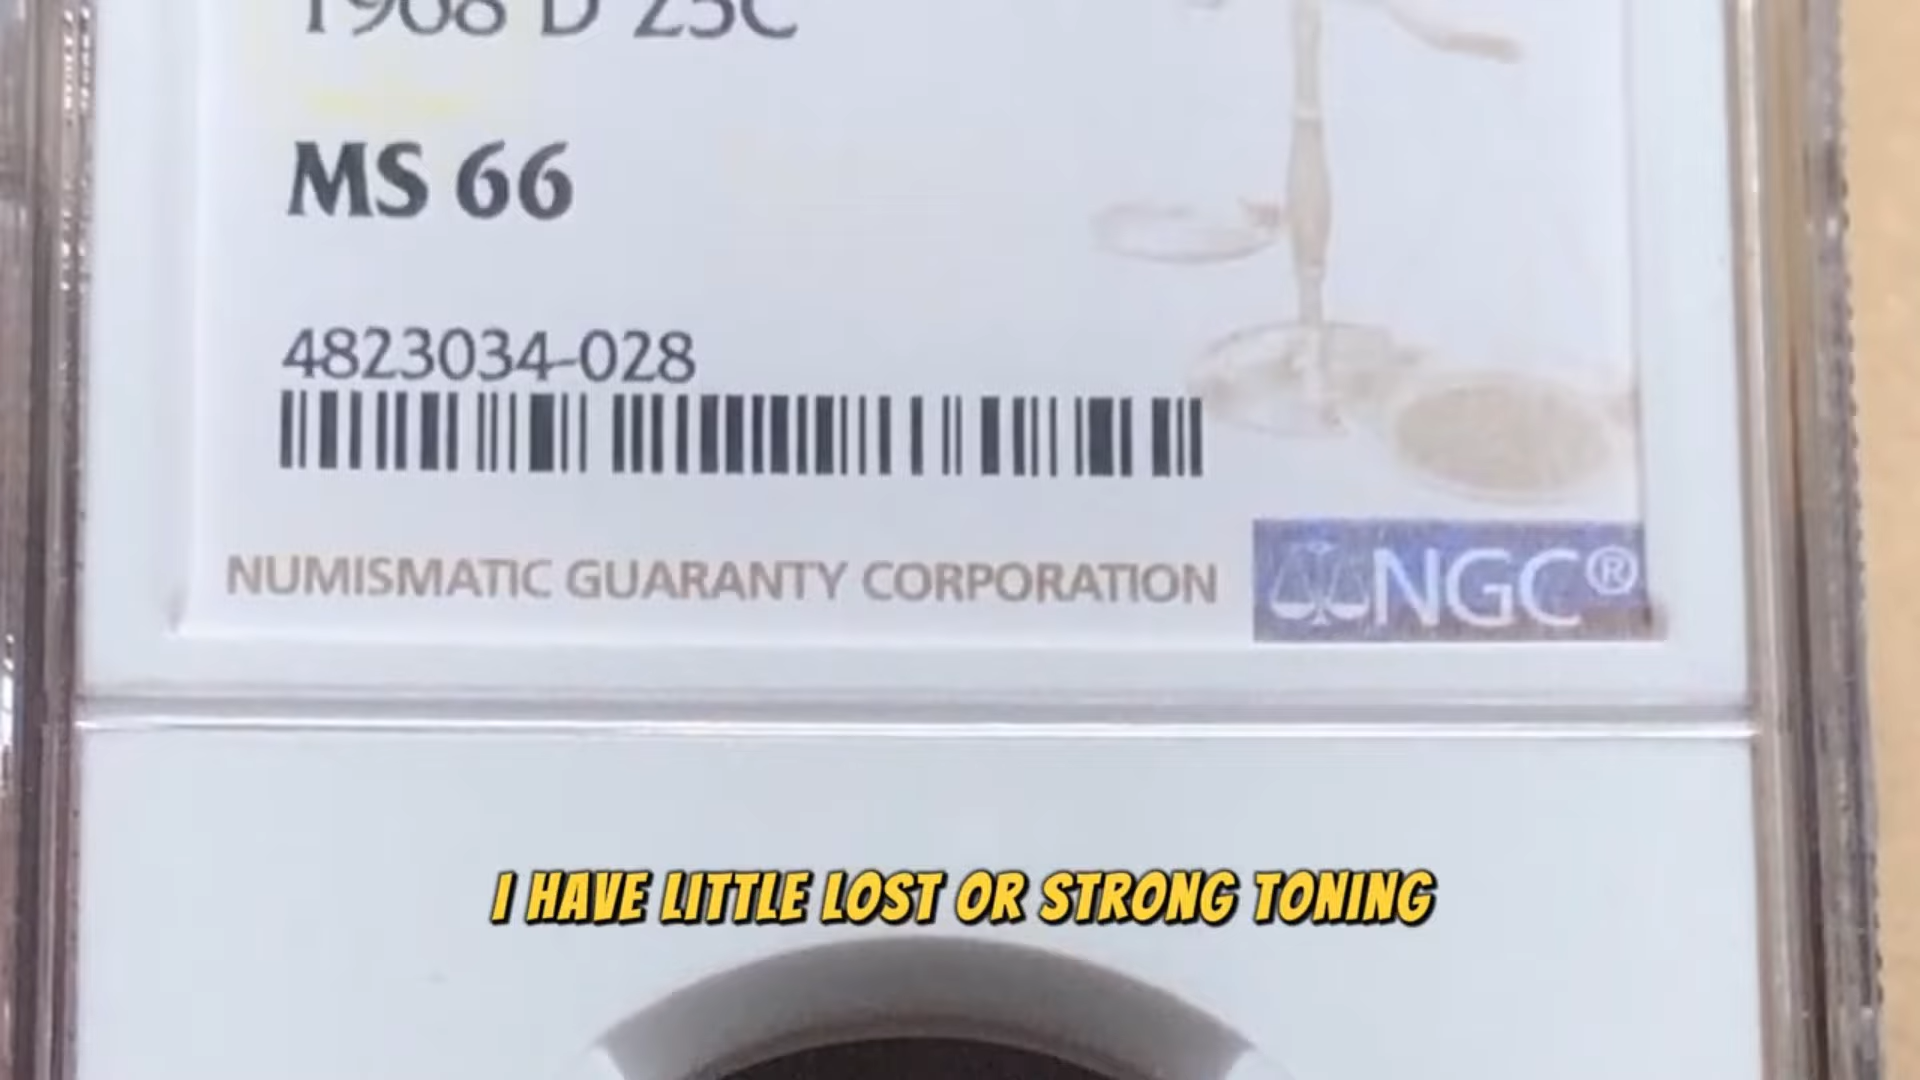 1968 D 25C
MS 66
4823034-028
NUMISMATIC GUARANTY CORPORATION
NGC®
I HAVE LITTLE LOST OR STRONG TONING